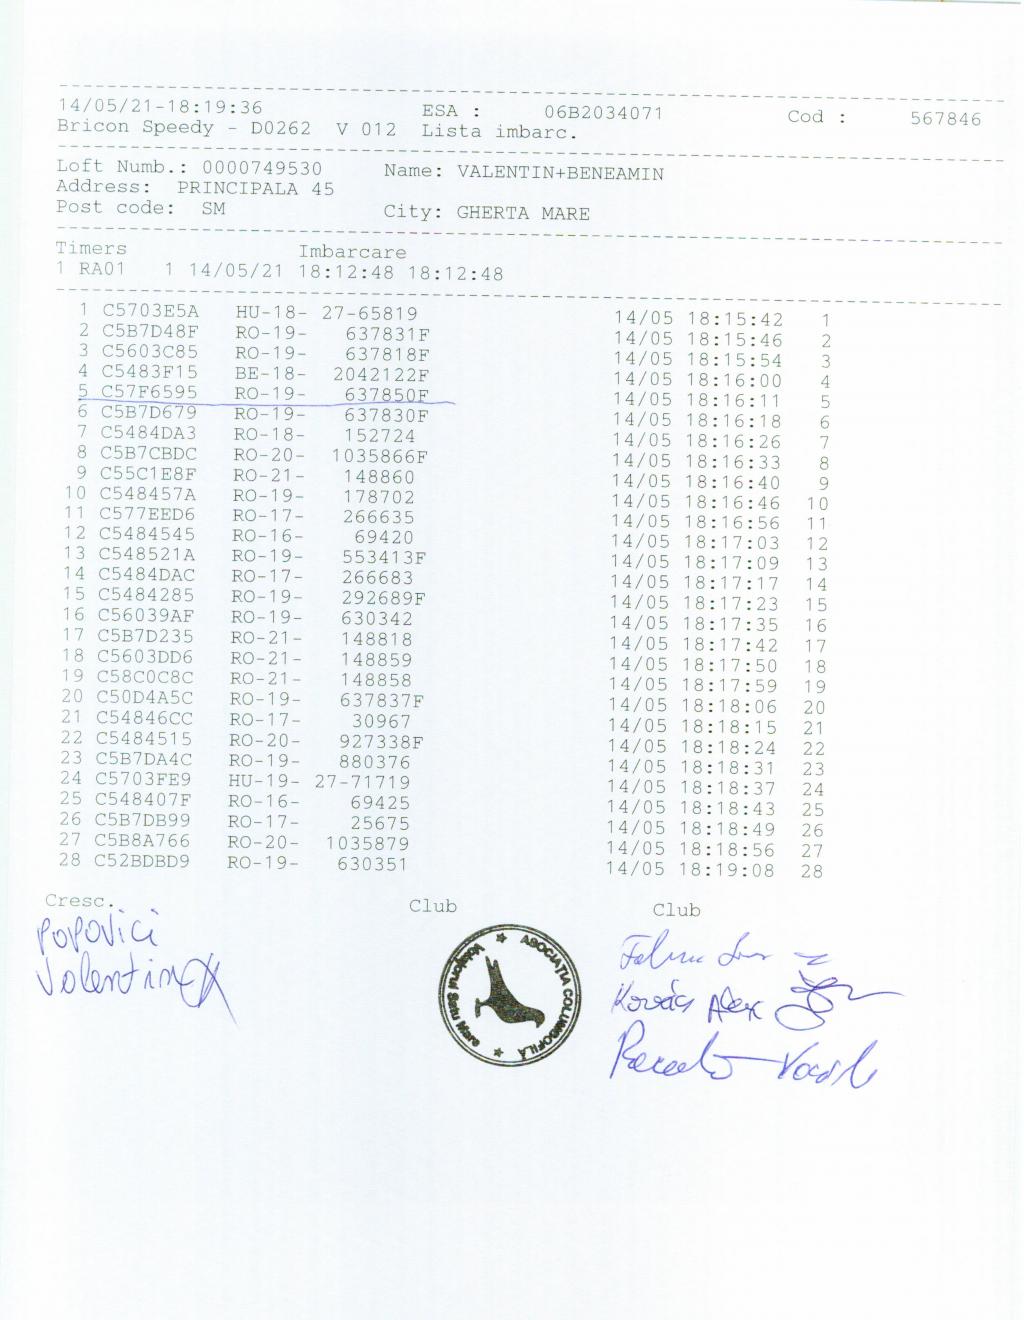 14/05/21-18:19:36 ESA : 06B2034071 Cod : 567846
Bricon Speedy - D0262 V 012 Lista imbarc.
Loft Numb.: 0000749530 Name: VALENTIN+BENEAMIN
Address: PRINCIPALA 45
Post code: SM City: GHERTA MARE
Timers Imbarcare
1 RA01 1 14/05/21 18:12:48 18:12:48
1 C5703E5A HU-18- 27-65819 14/05 18:15:42 1
2 C5B7D48F RO-19- 637831F 14/05 18:15:46 2
3 C5603C85 RO-19- 637818F 14/05 18:15:54 3
4 C5483F15 BE-18- 2042122F 14/05 18:16:00 4
5 C57F6595 RO-19- 637850F 14/05 18:16:11 5
6 C5B7D679 RO-19- 637830F 14/05 18:16:18 6
7 C5484DA3 RO-18- 152724 14/05 18:16:26 7
8 C5B7CBDC RO-20- 1035866F 14/05 18:16:33 8
9 C55C1E8F RO-21- 148860 14/05 18:16:40 9
10 C548457A RO-19- 178702 14/05 18:16:46 10
11 C577EED6 RO-17- 266635 14/05 18:16:56 11
12 C5484545 RO-16- 69420 14/05 18:17:03 12
13 C548521A RO-19- 553413F 14/05 18:17:09 13
14 C5484DAC RO-17- 266683 14/05 18:17:17 14
15 C5484285 RO-19- 292689F 14/05 18:17:23 15
16 C56039AF RO-19- 630342 14/05 18:17:35 16
17 C5B7D235 RO-21- 148818 14/05 18:17:42 17
18 C5603DD6 RO-21- 148859 14/05 18:17:50 18
19 C58C0C8C RO-21- 148858 14/05 18:17:59 19
20 C50D4A5C RO-19- 637837F 14/05 18:18:06 20
21 C54846CC RO-17- 30967 14/05 18:18:15 21
22 C5484515 RO-20- 927338F 14/05 18:18:24 22
23 C5B7DA4C RO-19- 880376 14/05 18:18:31 23
24 C5703FE9 HU-19- 27-71719 14/05 18:18:37 24
25 C548407F RO-16- 69425 14/05 18:18:43 25
26 C5B7DB99 RO-17- 25675 14/05 18:18:49 26
27 C5B8A766 RO-20- 1035879 14/05 18:18:56 27
28 C52BDBD9 RO-19- 630351 14/05 18:19:08 28
Cresc. Club Club
POPOVICI
Valentin
ASOCIATIA COLUMBOFILĂ
Satu Mare
Kovács Alex